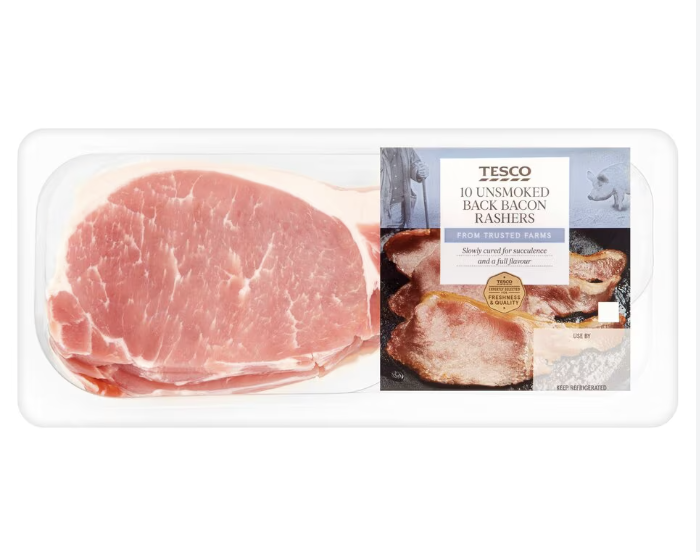 TESCO
10 UNSMOKED
BACK BACON
RASHERS
FROM TRUSTED FARMS
Slowly cured for succulence
and a full flavour
TESCO
FRESHNESS
& QUALITY
USE BY
KEEP REFRIGERATED